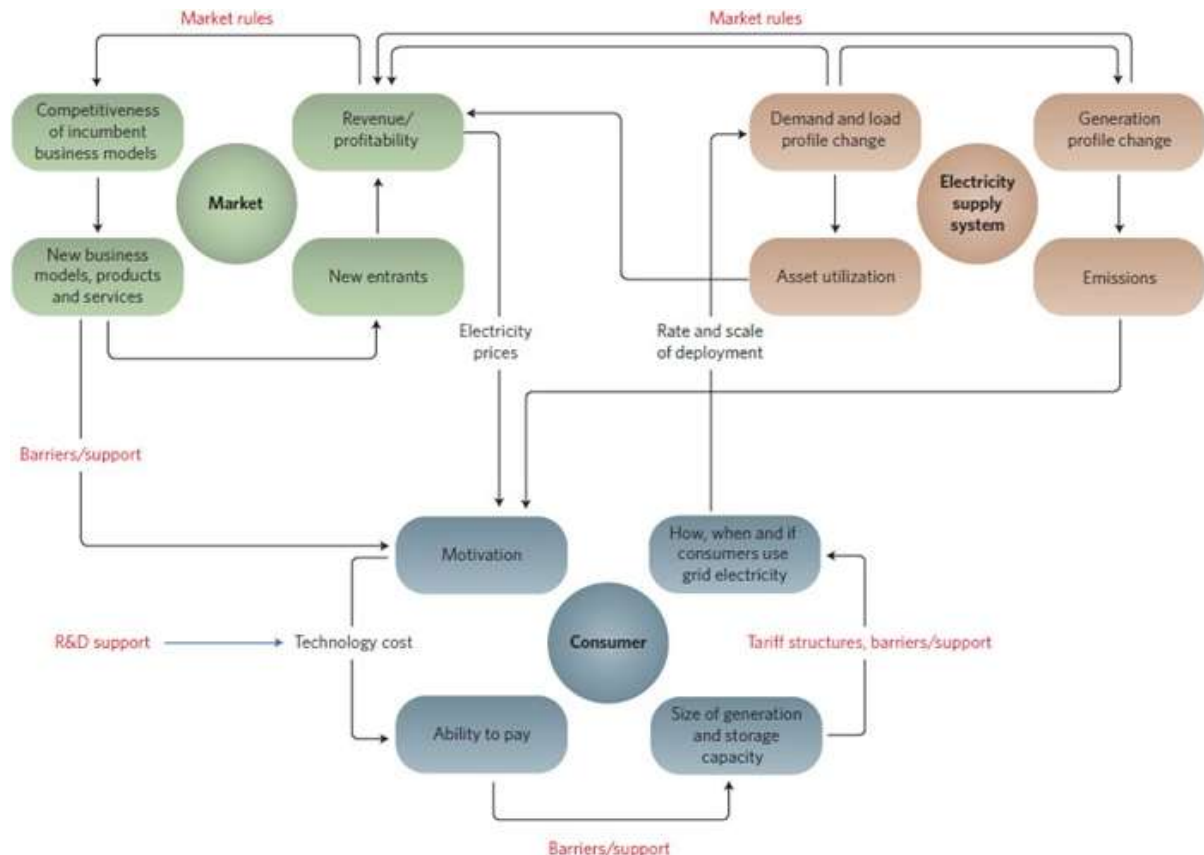 Market rules
Market rules
Competitiveness
of incumbent
business models
Revenue/
profitability
Demand and load
profile change
Generation
profile change
Market
Electricity
supply
system
New business
models, products
and services
New entrants
Asset utilization
Emissions
Electricity
prices
Rate and scale
of deployment
Barriers/support
Motivation
How, when and if
consumers use
grid electricity
R&D support
Technology cost
Consumer
Tariff structures, barriers/support
Ability to pay
Size of generation
and storage
capacity
Barriers/support